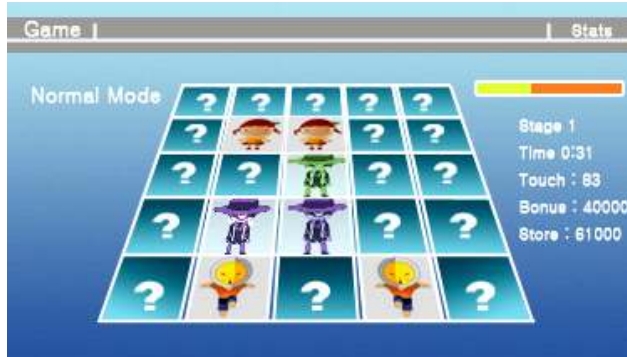 Game
Stats
Normal Mode
? ? ? ? ?
? ? ?
? ? ? ?
? ? ?
? ? ?
Stage 1
Time 0:31
Touch : 83
Bonus : 40000
Store : 61000